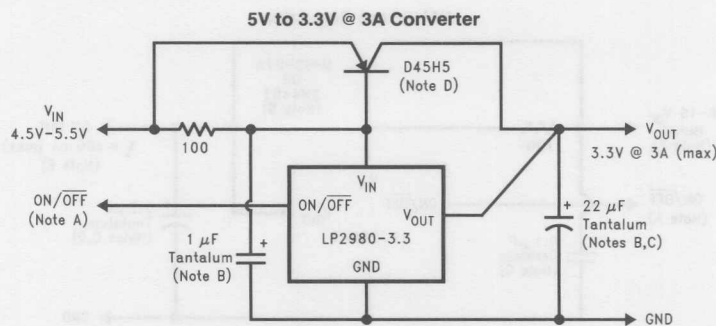 5V to 3.3V @ 3A Converter
D45H5
(Note D)
V_IN
4.5V-5.5V
100
V_OUT
3.3V @ 3A (max)
V_IN
ON/OFF
(Note A)
ON/OFF
V_OUT
LP2980-3.3
GND
1 μF
Tantalum
(Note B)
+
+
22 μF
Tantalum
(Notes B,C)
GND